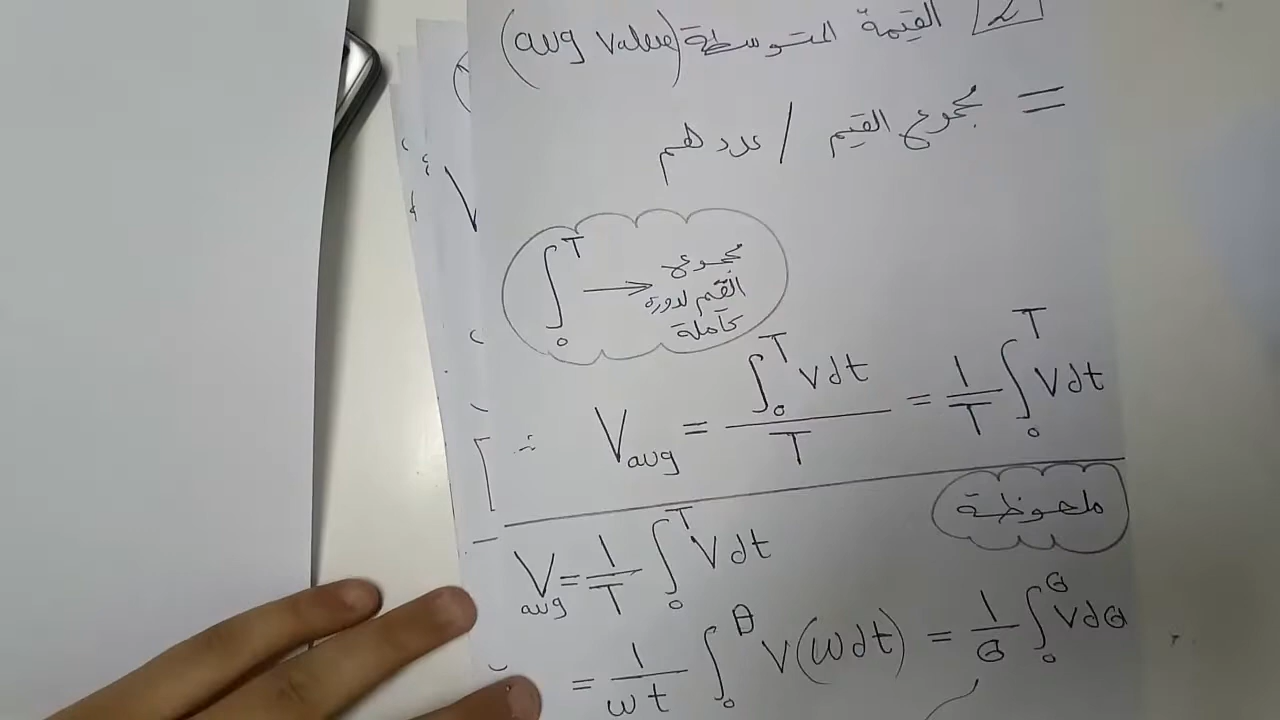 2 القيمة المتوسطة (avg value)
= مجموع القيم / عددهم
∫₀ᵀ → مجموع
القيم لدورة
كاملة
∴ V_avg = ∫₀ᵀ V dt / T = 1/T ∫₀ᵀ V dt
ملحوظة
V_avg = 1/T ∫₀ᵀ V dt
= 1/ωt ∫₀^θ V(ωdt) = 1/θ ∫₀^θ V dθ